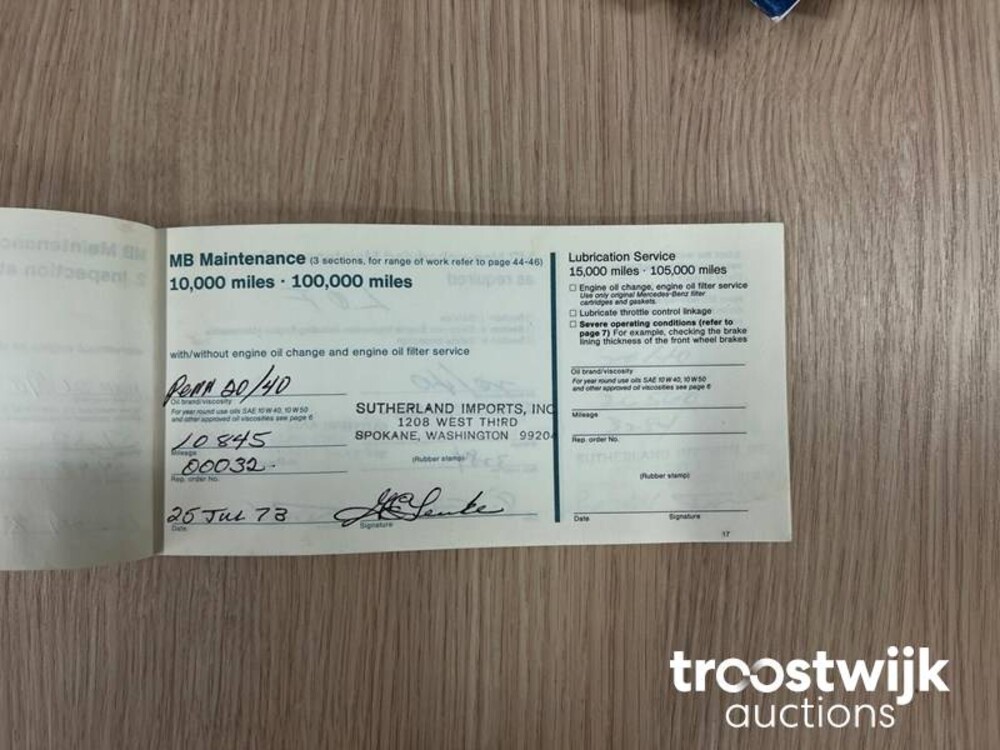 MB Maintenance (3 sections, for range of work refer to page 44-46)
10,000 miles · 100,000 miles
with/without engine oil change and engine oil filter service
Penn 20/40
Oil brand/viscosity
For year round use oils SAE 10 W 40, 10 W 50
and other approved oil viscosities see page 6
10845
Mileage
00032.
Rep. order No.
SUTHERLAND IMPORTS, INC
1208 WEST THIRD
SPOKANE, WASHINGTON 99204
(Rubber stamp)
25 Jul 73
Date
Signature
Lubrication Service
15,000 miles · 105,000 miles
Engine oil change, engine oil filter service
Use only original Mercedes-Benz filter
cartridges and gaskets.
Lubricate throttle control linkage
Severe operating conditions (refer to
page 7) For example, checking the brake
lining thickness of the front wheel brakes
Oil brand/viscosity
For year round use oils SAE 10 W 40, 10 W 50
and other approved oil viscosities see page 6
Mileage
Rep. order No.
(Rubber stamp)
Date Signature
17
troostwijk
auctions